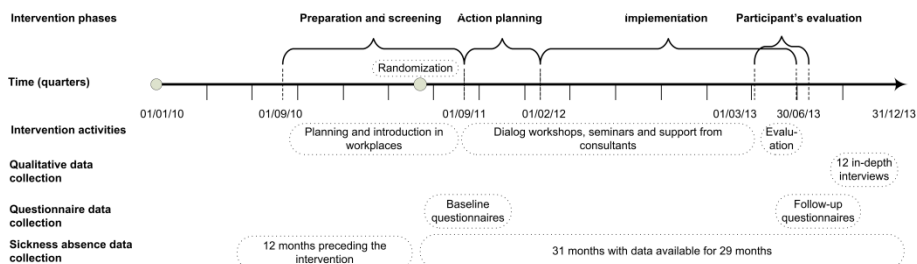 Intervention phases
Preparation and screening
Action planning
implementation
Participant's evaluation
Randomization
Time (quarters)
01/01/10
01/09/10
01/09/11
01/02/12
01/03/13
30/06/13
31/12/13
Intervention activities
Planning and introduction in
workplaces
Dialog workshops, seminars and support from
consultants
Evalu-
ation
Qualitative data
collection
12 in-depth
interviews
Questionnaire data
collection
Baseline
questionnaires
Follow-up
questionnaires
Sickness absence data
collection
12 months preceding the
intervention
31 months with data available for 29 months